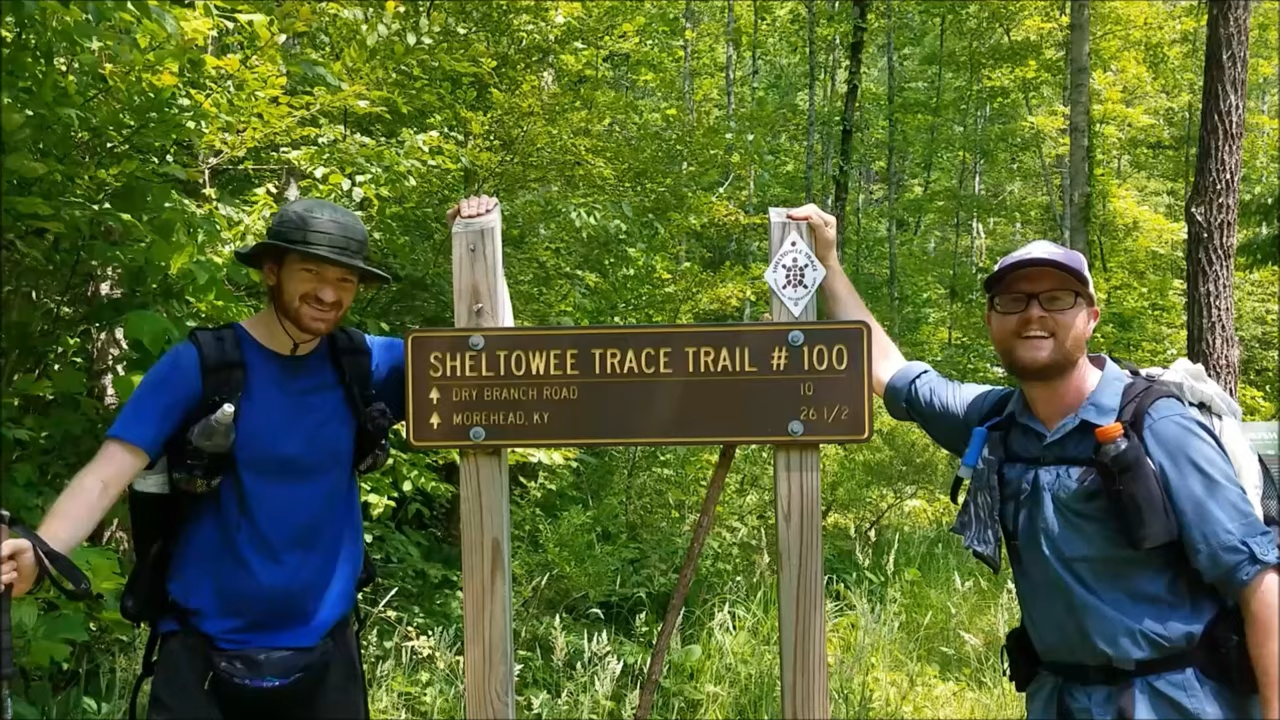 SHELTOWEE TRACE
SHELTOWEE TRACE TRAIL # 100
DRY BRANCH ROAD 10
MOREHEAD, KY 26 1/2